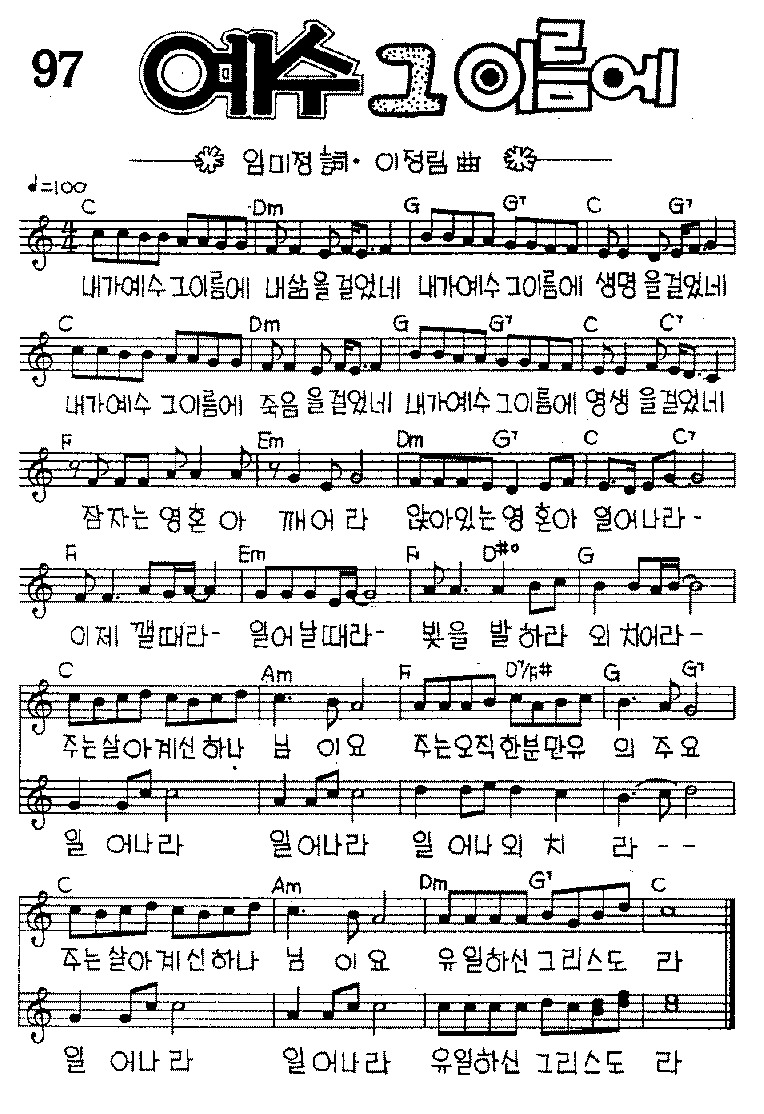 97 예수 그 이름에
임미정 詞· 이정림 曲
♩=100
C Dm G G7 C G7
4 4
내가예수 그이름에 내삶을 걸었네 내가예수 그이름에 생명을걸었네
C Dm G G7 C C7
내가예수 그이름에 죽음을걸었네 내가예수 그이름에 영생을걸었네
F Em Dm G7 C C7
잠자는 영혼 아 깨어 라 앉아있는영 혼아 일어나라-
F Em F D#o G
이제 깰때라- 일어날때라- 빛을 발하라 외 치어라-
C Am F D7/F# G G7
주는살아계신하나 님 이요 주는오직한분만유 의 주요
일 어나라 일어나라 일 어나외 치 라 - -
C Am Dm G7 C
주는살아계신하나 님 이요 유일하신그리스도 라
일 어나라 일어나라 유일하신그리스도 라